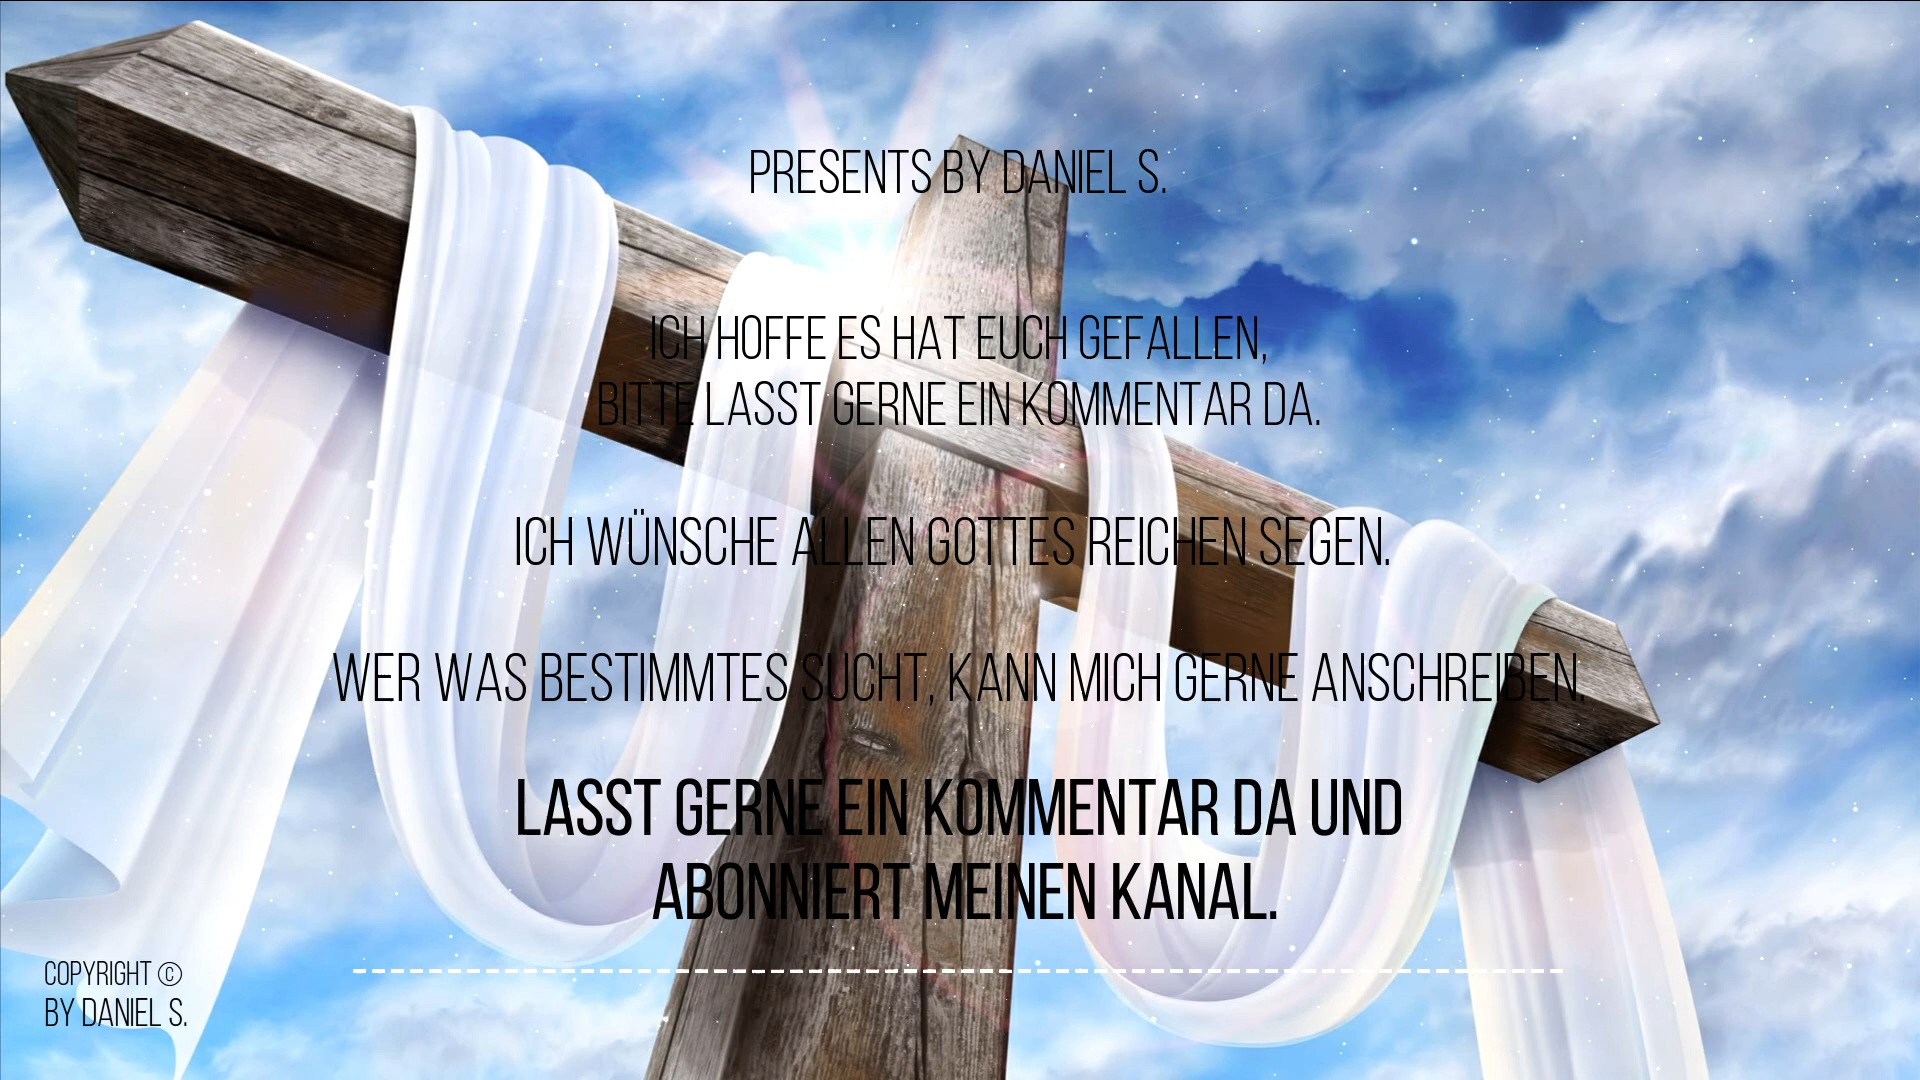 PRESENTS BY DANIEL S.
ICH HOFFE ES HAT EUCH GEFALLEN,
BITTE LASST GERNE EIN KOMMENTAR DA.
ICH WÜNSCHE ALLEN GOTTES REICHEN SEGEN.
WER WAS BESTIMMTES SUCHT, KANN MICH GERNE ANSCHREIBEN.
LASST GERNE EIN KOMMENTAR DA UND
ABONNIERT MEINEN KANAL.
COPYRIGHT ©
BY DANIEL S.